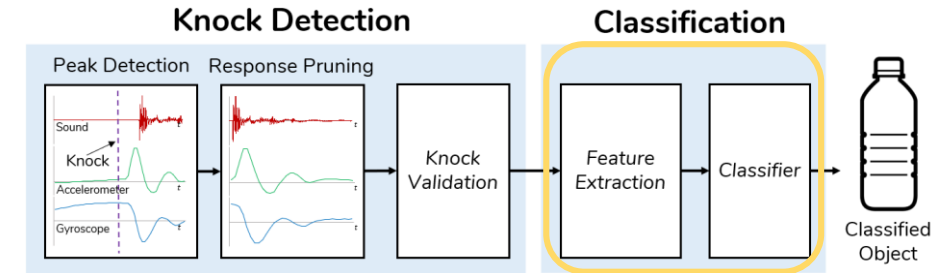 Knock Detection
Classification
Peak Detection
Response Pruning
Sound
t
Knock
Accelerometer
t
Gyroscope
t
t
t
t
Knock
Validation
Feature
Extraction
Classifier
Classified
Object